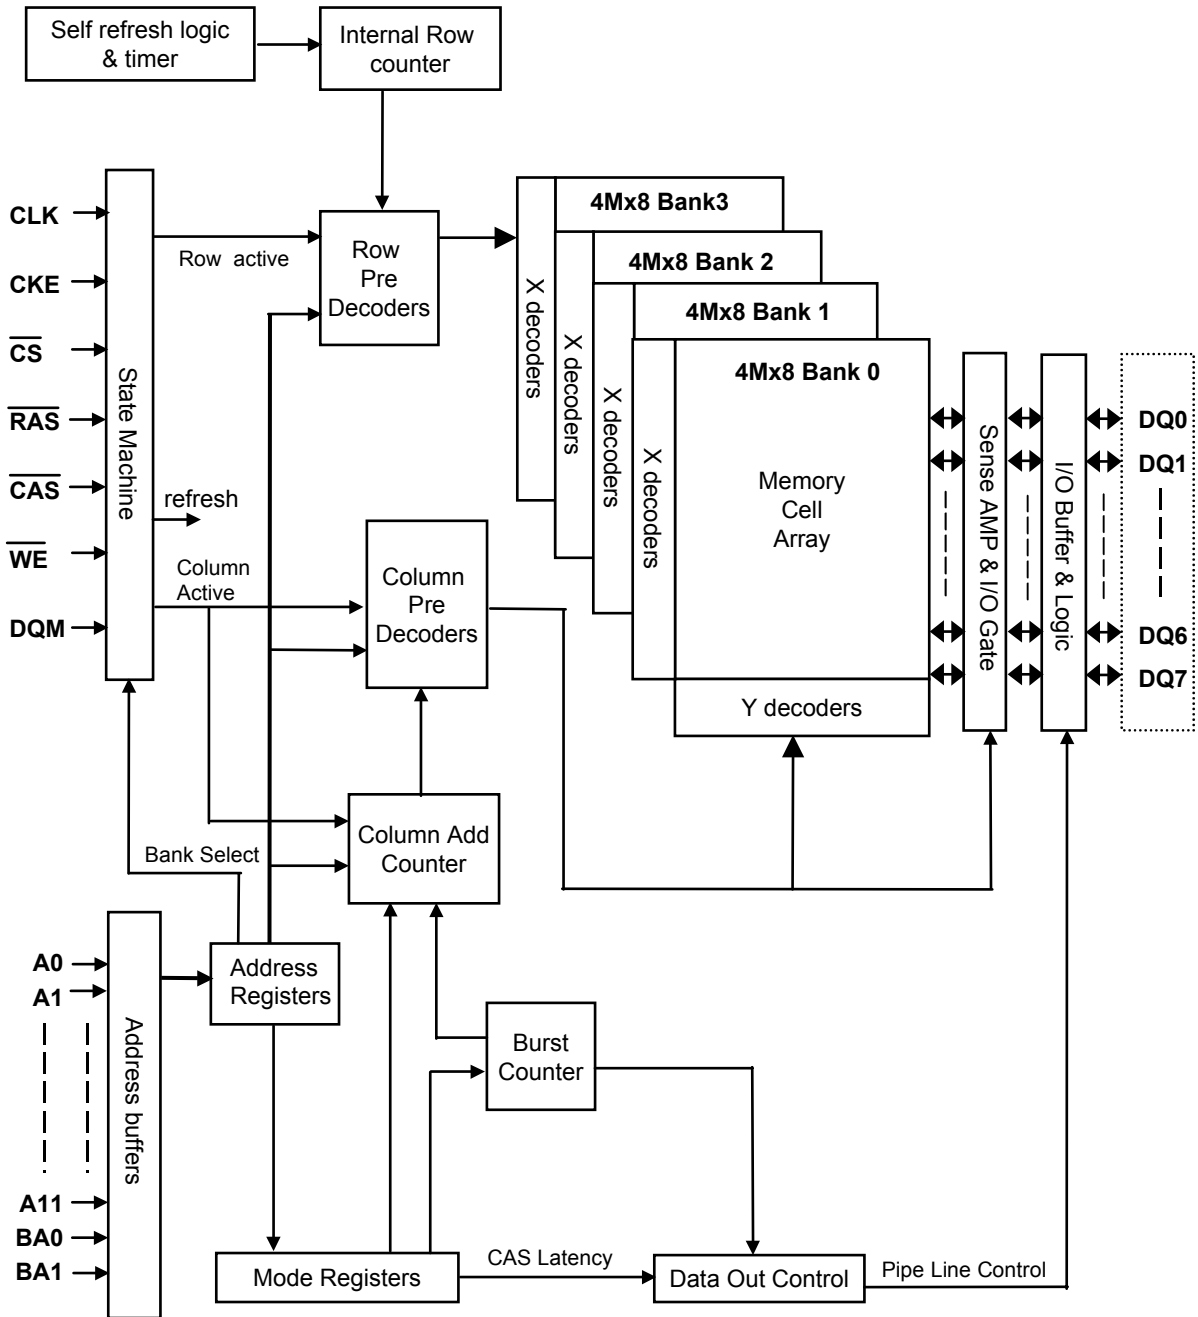 Self refresh logic
& timer
Internal Row
counter
CLK
CKE
CS
RAS
CAS
WE
DQM
State Machine
Row active
refresh
Column
Active
Bank Select
Row
Pre
Decoders
Column
Pre
Decoders
Column Add
Counter
X decoders
4Mx8 Bank3
X decoders
4Mx8 Bank 2
X decoders
4Mx8 Bank 1
X decoders
4Mx8 Bank 0
Memory
Cell
Array
Y decoders
Sense AMP & I/O Gate
I/O Buffer & Logic
DQ0
DQ1
DQ6
DQ7
A0
A1
A11
BA0
BA1
Address buffers
Address
Registers
Burst
Counter
Mode Registers
CAS Latency
Data Out Control
Pipe Line Control